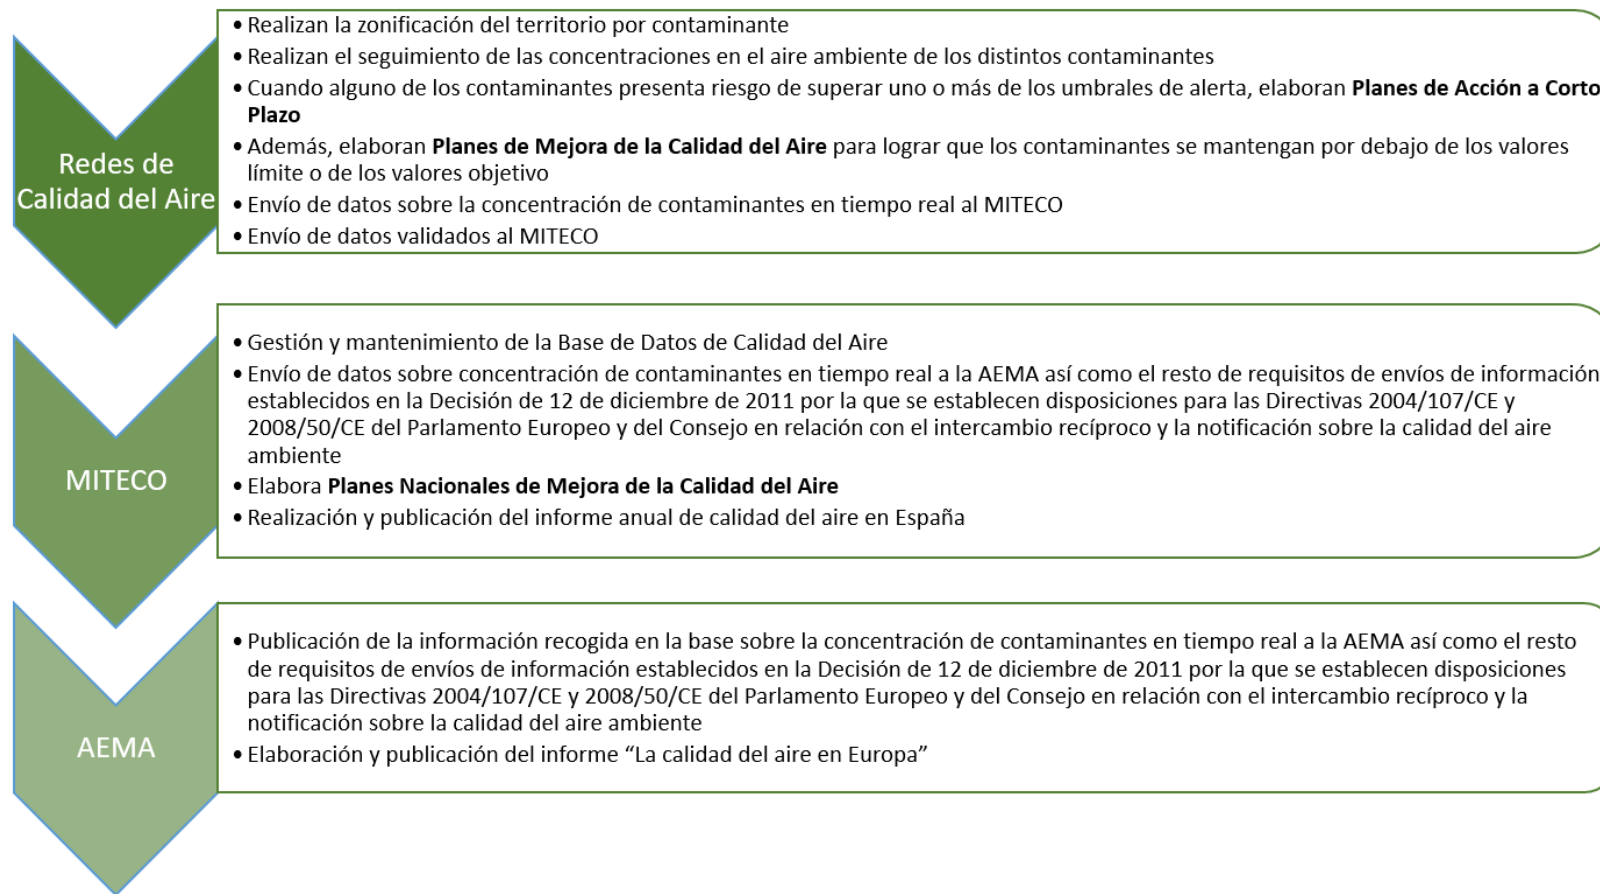 Redes de
Calidad del Aire
• Realizan la zonificación del territorio por contaminante
• Realizan el seguimiento de las concentraciones en el aire ambiente de los distintos contaminantes
• Cuando alguno de los contaminantes presenta riesgo de superar uno o más de los umbrales de alerta, elaboran Planes de Acción a Corto
Plazo
• Además, elaboran Planes de Mejora de la Calidad del Aire para lograr que los contaminantes se mantengan por debajo de los valores
límite o de los valores objetivo
• Envío de datos sobre la concentración de contaminantes en tiempo real al MITECO
• Envío de datos validados al MITECO
MITECO
• Gestión y mantenimiento de la Base de Datos de Calidad del Aire
• Envío de datos sobre concentración de contaminantes en tiempo real a la AEMA así como el resto de requisitos de envíos de información
establecidos en la Decisión de 12 de diciembre de 2011 por la que se establecen disposiciones para las Directivas 2004/107/CE y
2008/50/CE del Parlamento Europeo y del Consejo en relación con el intercambio recíproco y la notificación sobre la calidad del aire
ambiente
• Elabora Planes Nacionales de Mejora de la Calidad del Aire
• Realización y publicación del informe anual de calidad del aire en España
AEMA
• Publicación de la información recogida en la base sobre la concentración de contaminantes en tiempo real a la AEMA así como el resto
de requisitos de envíos de información establecidos en la Decisión de 12 de diciembre de 2011 por la que se establecen disposiciones
para las Directivas 2004/107/CE y 2008/50/CE del Parlamento Europeo y del Consejo en relación con el intercambio recíproco y la
notificación sobre la calidad del aire ambiente
• Elaboración y publicación del informe “La calidad del aire en Europa”